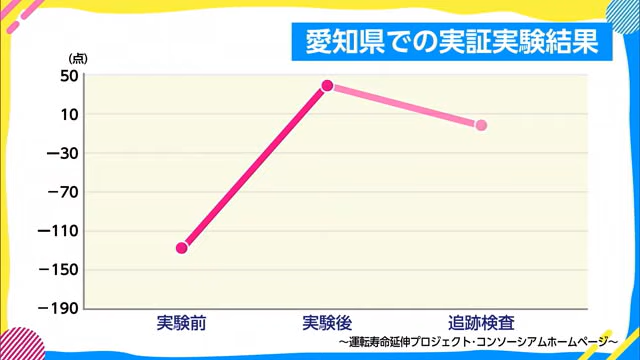 愛知県での実証実験結果
(点)
50
10
−30
−70
−110
−150
−190
実験前 実験後 追跡検査
〜運転寿命延伸プロジェクト・コンソーシアムホームページ〜